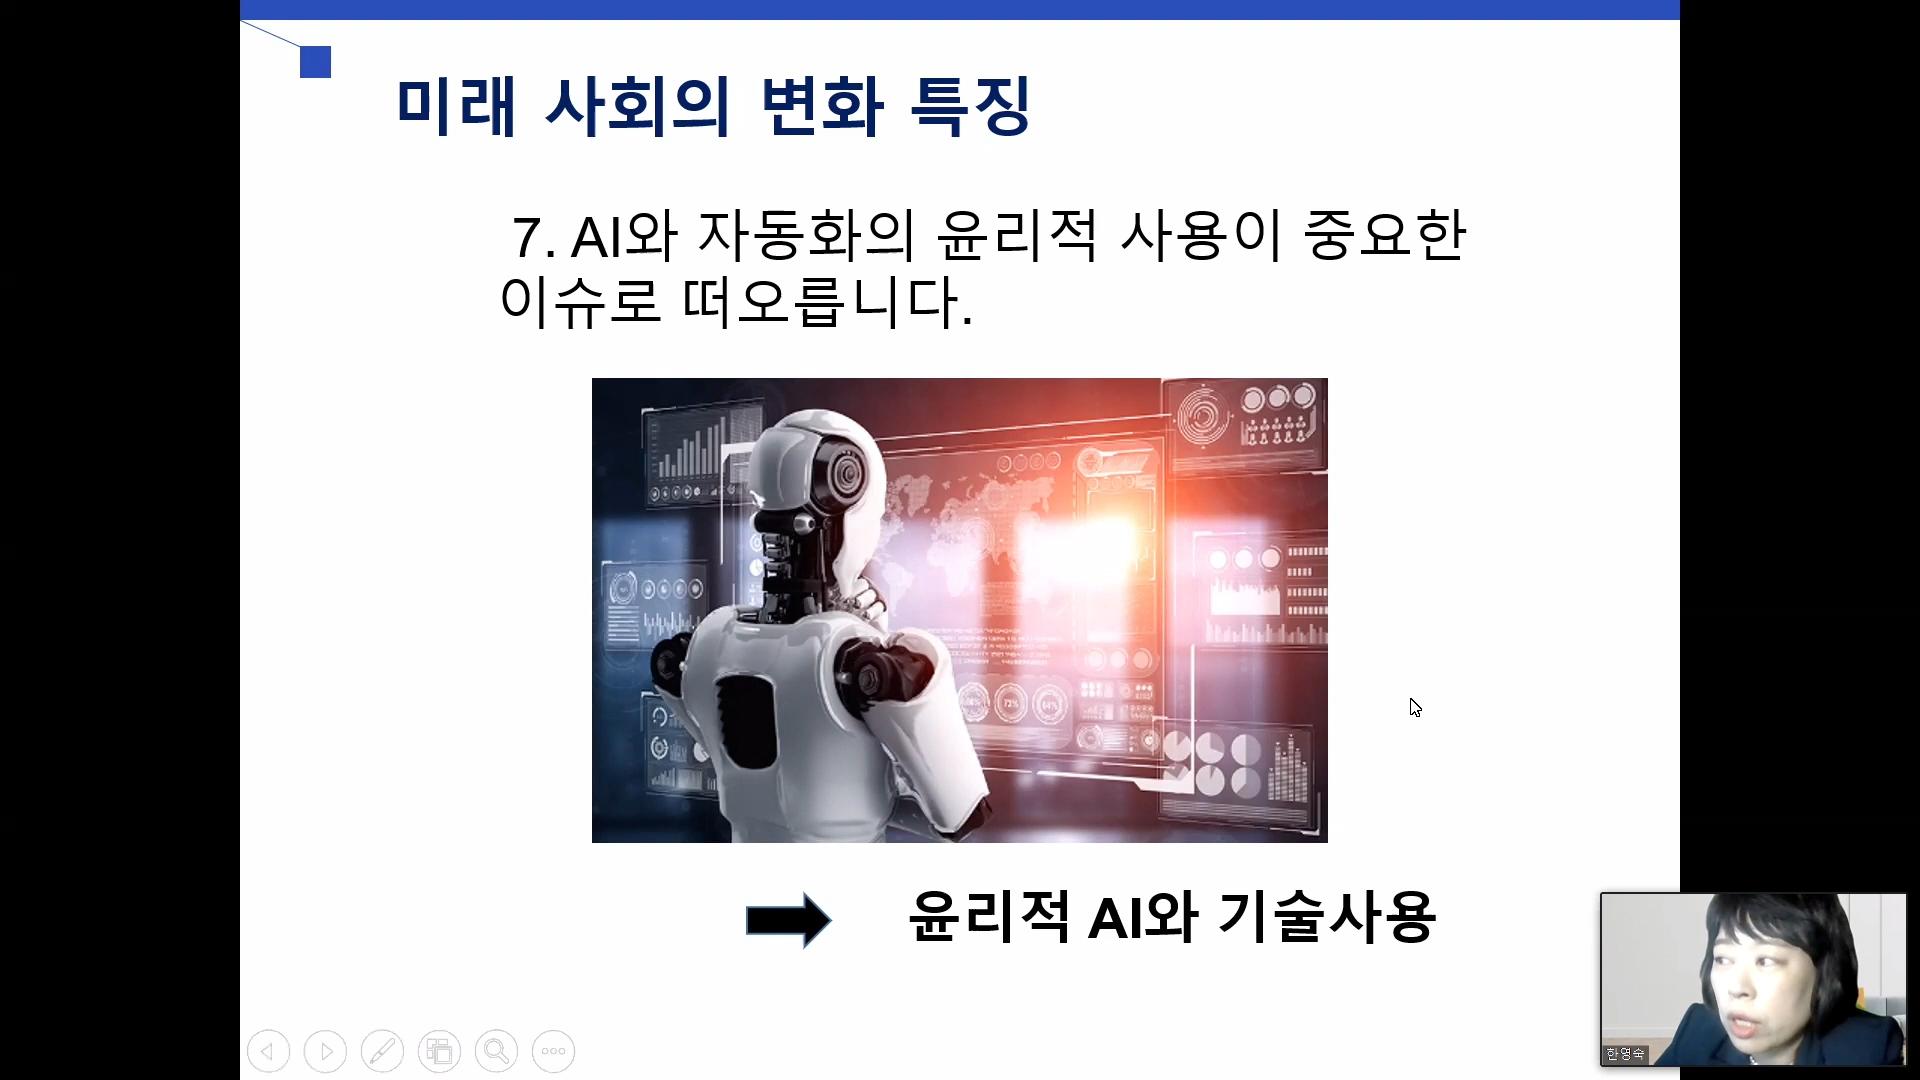 미래 사회의 변화 특징
7. AI와 자동화의 윤리적 사용이 중요한
이슈로 떠오릅니다.
72%
64%
윤리적 AI와 기술사용
한영숙